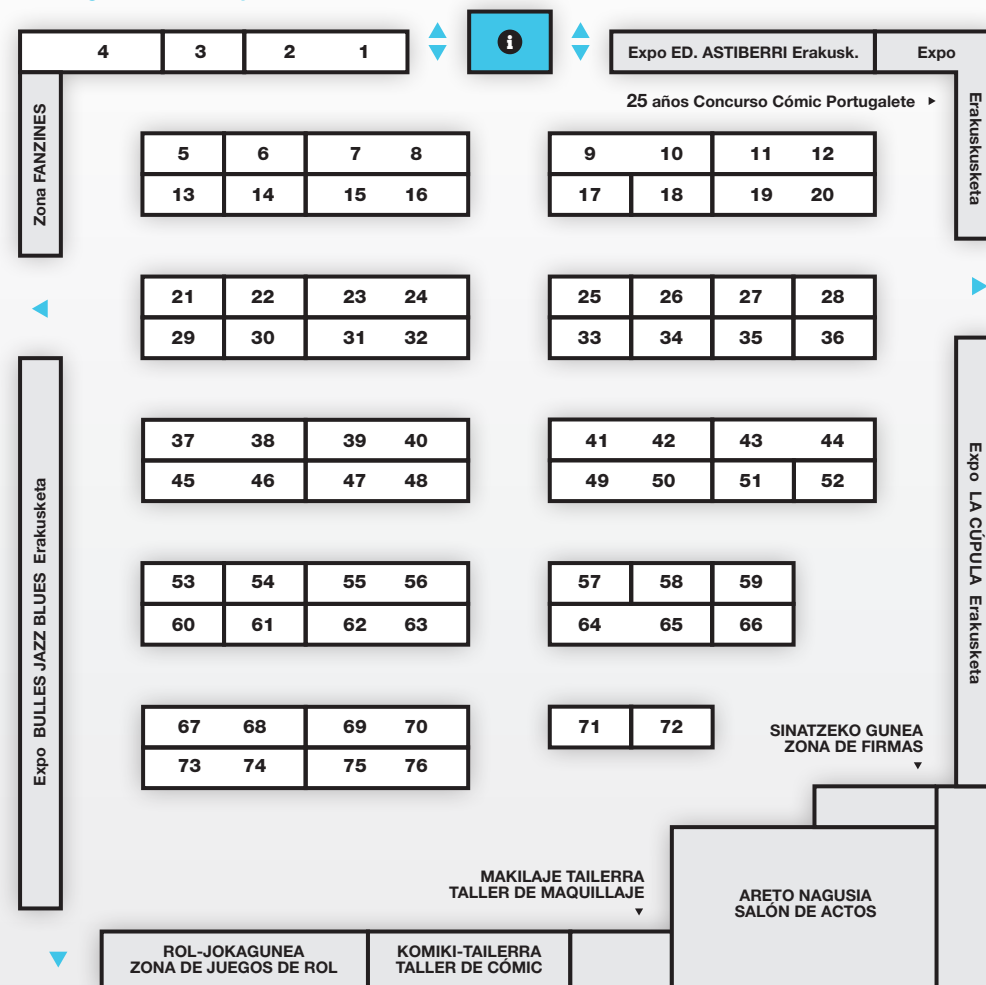 4 3 2 1
i
Expo ED. ASTIBERRI Erakusk.
Expo
Erakuskusketa
25 años Concurso Cómic Portugalete
Zona FANZINES
5 6 7 8
9 10 11 12
13 14 15 16
17 18 19 20
21 22 23 24
25 26 27 28
29 30 31 32
33 34 35 36
37 38 39 40
41 42 43 44
45 46 47 48
49 50 51 52
Expo BULLES JAZZ BLUES Erakusketa
Expo LA CÚPULA Erakusketa
53 54 55 56
57 58 59
60 61 62 63
64 65 66
67 68 69 70
71 72
73 74 75 76
SINATZEKO GUNEA
ZONA DE FIRMAS
MAKILAJE TAILERRA
TALLER DE MAQUILLAJE
ARETO NAGUSIA
SALÓN DE ACTOS
ROL-JOKAGUNEA
ZONA DE JUEGOS DE ROL
KOMIKI-TAILERRA
TALLER DE CÓMIC